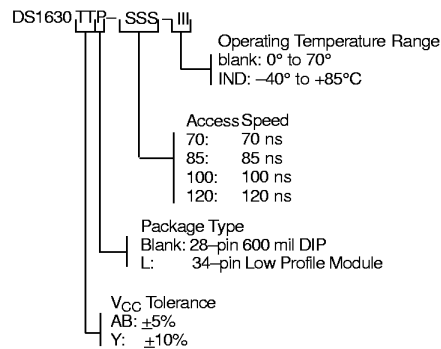 DS1630 TTP– SSS – III
Operating Temperature Range
blank: 0° to 70°
IND: –40° to +85°C
Access Speed
70: 70 ns
85: 85 ns
100: 100 ns
120: 120 ns
Package Type
Blank: 28–pin 600 mil DIP
L: 34–pin Low Profile Module
VCC Tolerance
AB: ±5%
Y: ±10%